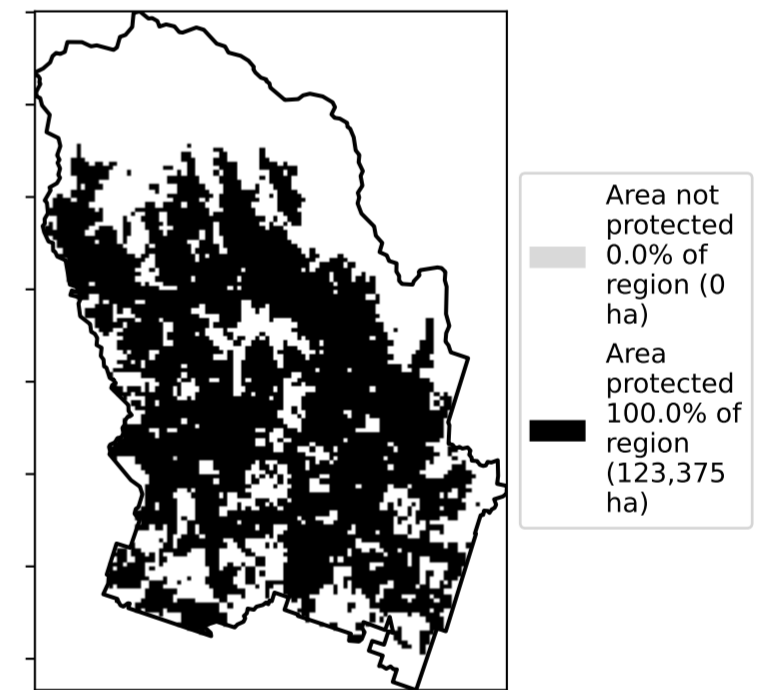 Area not
protected
0.0% of
region (0
ha)
Area
protected
100.0% of
region
(123,375
ha)